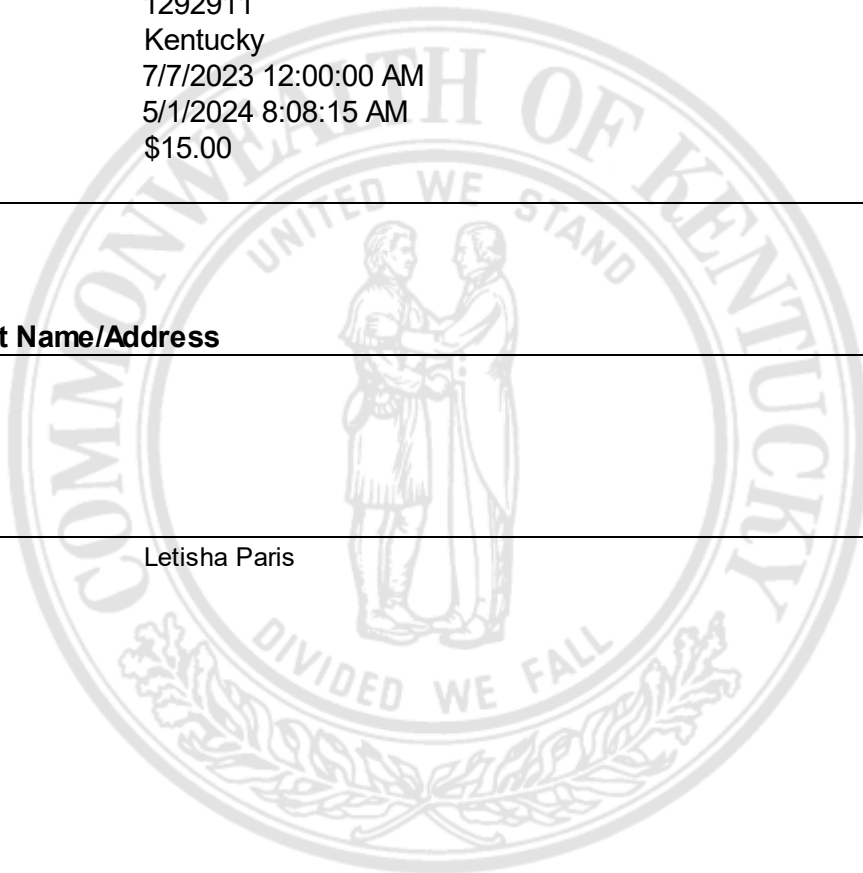 1292911
Kentucky
7/7/2023 12:00:00 AM
5/1/2024 8:08:15 AM
$15.00
t Name/Address
Letisha Paris
COMMONWEALTH OF KENTUCKY
UNITED WE STAND
DIVIDED WE FALL